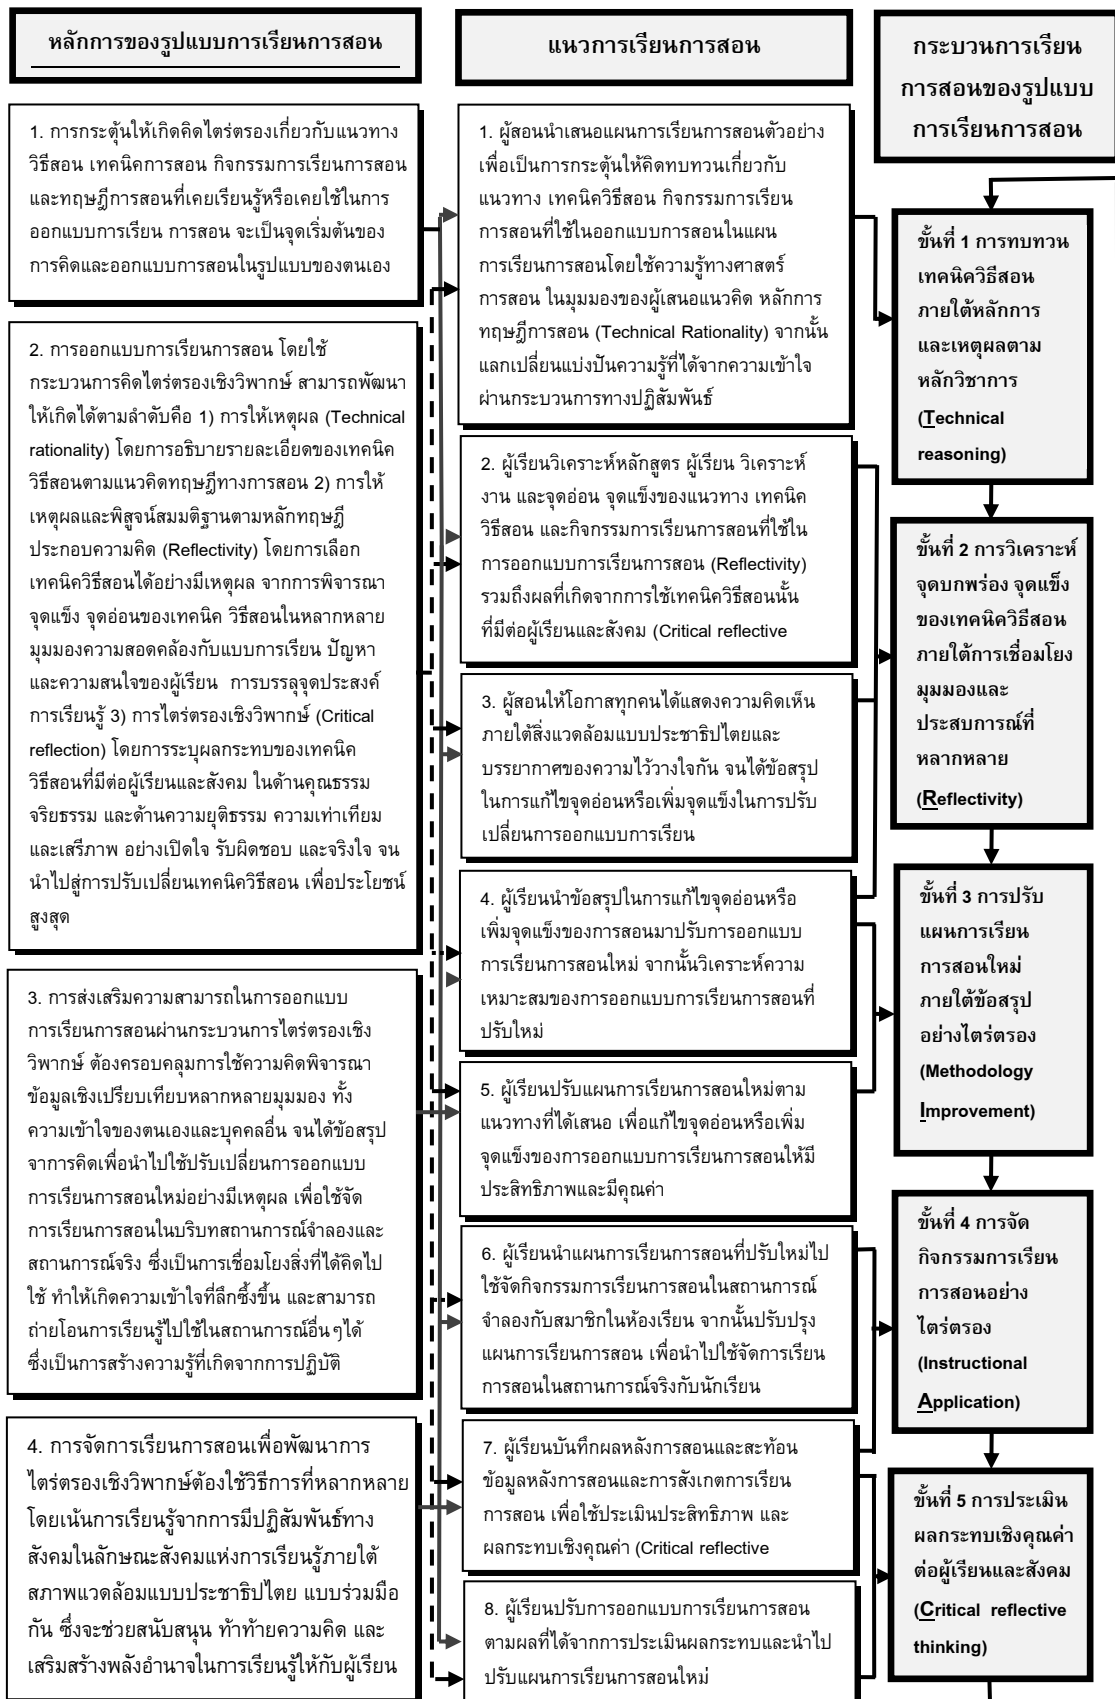 หลักการของรูปแบบการเรียนการสอน
1. การกระตุ้นให้เกิดคิดไตร่ตรองเกี่ยวกับแนวทาง
วิธีสอน เทคนิคการสอน กิจกรรมการเรียนการสอน
และทฤษฎีการสอนที่เคยเรียนรู้หรือเคยใช้ในการ
ออกแบบการเรียน การสอน จะเป็นจุดเริ่มต้นของ
การคิดและออกแบบการสอนในรูปแบบของตนเอง
2. การออกแบบการเรียนการสอน โดยใช้
กระบวนการคิดไตร่ตรองเชิงวิพากษ์ สามารถพัฒนา
ให้เกิดได้ตามลำดับคือ 1) การให้เหตุผล (Technical
rationality) โดยการอธิบายรายละเอียดของเทคนิค
วิธีสอนตามแนวคิดทฤษฎีทางการสอน 2) การให้
เหตุผลและพิสูจน์สมมติฐานตามหลักทฤษฎี
ประกอบความคิด (Reflectivity) โดยการเลือก
เทคนิควิธีสอนได้อย่างมีเหตุผล จากการพิจารณา
จุดแข็ง จุดอ่อนของเทคนิค วิธีสอนในหลากหลาย
มุมมองความสอดคล้องกับแบบการเรียน ปัญหา
และความสนใจของผู้เรียน การบรรลุจุดประสงค์
การเรียนรู้ 3) การไตร่ตรองเชิงวิพากษ์ (Critical
reflection) โดยการระบุผลกระทบของเทคนิค
วิธีสอนที่มีต่อผู้เรียนและสังคม ในด้านคุณธรรม
จริยธรรม และด้านความยุติธรรม ความเท่าเทียม
และเสรีภาพ อย่างเปิดใจ รับผิดชอบ และจริงใจ จน
นำไปสู่การปรับเปลี่ยนเทคนิควิธีสอน เพื่อประโยชน์
สูงสุด
3. การส่งเสริมความสามารถในการออกแบบ
การเรียนการสอนผ่านกระบวนการไตร่ตรองเชิง
วิพากษ์ ต้องครอบคลุมการใช้ความคิดพิจารณา
ข้อมูลเชิงเปรียบเทียบหลากหลายมุมมอง ทั้ง
ความเข้าใจของตนเองและบุคคลอื่น จนได้ข้อสรุป
จาการคิดเพื่อนำไปใช้ปรับเปลี่ยนการออกแบบ
การเรียนการสอนใหม่อย่างมีเหตุผล เพื่อใช้จัด
การเรียนการสอนในบริบทสถานการณ์จำลองและ
สถานการณ์จริง ซึ่งเป็นการเชื่อมโยงสิ่งที่ได้คิดไป
ใช้ ทำให้เกิดความเข้าใจที่ลึกซึ้งขึ้น และสามารถ
ถ่ายโอนการเรียนรู้ไปใช้ในสถานการณ์อื่นๆได้
ซึ่งเป็นการสร้างความรู้ที่เกิดจากการปฏิบัติ
4. การจัดการเรียนการสอนเพื่อพัฒนาการ
ไตร่ตรองเชิงวิพากษ์ต้องใช้วิธีการที่หลากหลาย
โดยเน้นการเรียนรู้จากการมีปฏิสัมพันธ์ทาง
สังคมในลักษณะสังคมแห่งการเรียนรู้ภายใต้
สภาพแวดล้อมแบบประชาธิปไตย แบบร่วมมือ
กัน ซึ่งจะช่วยสนับสนุน ท้าทายความคิด และ
เสริมสร้างพลังอำนาจในการเรียนรู้ให้กับผู้เรียน
แนวการเรียนการสอน
1. ผู้สอนนำเสนอแผนการเรียนการสอนตัวอย่าง
เพื่อเป็นการกระตุ้นให้คิดทบทวนเกี่ยวกับ
แนวทาง เทคนิควิธีสอน กิจกรรมการเรียน
การสอนที่ใช้ในออกแบบการสอนในแผน
การเรียนการสอนโดยใช้ความรู้ทางศาสตร์
การสอน ในมุมมองของผู้เสนอแนวคิด หลักการ
ทฤษฎีการสอน (Technical Rationality) จากนั้น
แลกเปลี่ยนแบ่งปันความรู้ที่ได้จากความเข้าใจ
ผ่านกระบวนการทางปฏิสัมพันธ์
2. ผู้เรียนวิเคราะห์หลักสูตร ผู้เรียน วิเคราะห์
งาน และจุดอ่อน จุดแข็งของแนวทาง เทคนิค
วิธีสอน และกิจกรรมการเรียนการสอนที่ใช้ใน
การออกแบบการเรียนการสอน (Reflectivity)
รวมถึงผลที่เกิดจากการใช้เทคนิควิธีสอนนั้น
ที่มีต่อผู้เรียนและสังคม (Critical reflective
3. ผู้สอนให้โอกาสทุกคนได้แสดงความคิดเห็น
ภายใต้สิ่งแวดล้อมแบบประชาธิปไตยและ
บรรยากาศของความไว้วางใจกัน จนได้ข้อสรุป
ในการแก้ไขจุดอ่อนหรือเพิ่มจุดแข็งในการปรับ
เปลี่ยนการออกแบบการเรียน
4. ผู้เรียนนำข้อสรุปในการแก้ไขจุดอ่อนหรือ
เพิ่มจุดแข็งของการสอนมาปรับการออกแบบ
การเรียนการสอนใหม่ จากนั้นวิเคราะห์ความ
เหมาะสมของการออกแบบการเรียนการสอนที่
ปรับใหม่
5. ผู้เรียนปรับแผนการเรียนการสอนใหม่ตาม
แนวทางที่ได้เสนอ เพื่อแก้ไขจุดอ่อนหรือเพิ่ม
จุดแข็งของการออกแบบการเรียนการสอนให้มี
ประสิทธิภาพและมีคุณค่า
6. ผู้เรียนนำแผนการเรียนการสอนที่ปรับใหม่ไป
ใช้จัดกิจกรรมการเรียนการสอนในสถานการณ์
จำลองกับสมาชิกในห้องเรียน จากนั้นปรับปรุง
แผนการเรียนการสอน เพื่อนำไปใช้จัดการเรียน
การสอนในสถานการณ์จริงกับนักเรียน
7. ผู้เรียนบันทึกผลหลังการสอนและสะท้อน
ข้อมูลหลังการสอนและการสังเกตการเรียน
การสอน เพื่อใช้ประเมินประสิทธิภาพ และ
ผลกระทบเชิงคุณค่า (Critical reflective
8. ผู้เรียนปรับการออกแบบการเรียนการสอน
ตามผลที่ได้จากการประเมินผลกระทบและนำไป
ปรับแผนการเรียนการสอนใหม่
กระบวนการเรียน
การสอนของรูปแบบ
การเรียนการสอน
ขั้นที่ 1 การทบทวน
เทคนิควิธีสอน
ภายใต้หลักการ
และเหตุผลตาม
หลักวิชาการ
(Technical
reasoning)
ขั้นที่ 2 การวิเคราะห์
จุดบกพร่อง จุดแข็ง
ของเทคนิควิธีสอน
ภายใต้การเชื่อมโยง
มุมมองและ
ประสบการณ์ที่
หลากหลาย
(Reflectivity)
ขั้นที่ 3 การปรับ
แผนการเรียน
การสอนใหม่
ภายใต้ข้อสรุป
อย่างไตร่ตรอง
(Methodology
Improvement)
ขั้นที่ 4 การจัด
กิจกรรมการเรียน
การสอนอย่าง
ไตร่ตรอง
(Instructional
Application)
ขั้นที่ 5 การประเมิน
ผลกระทบเชิงคุณค่า
ต่อผู้เรียนและสังคม
(Critical reflective
thinking)